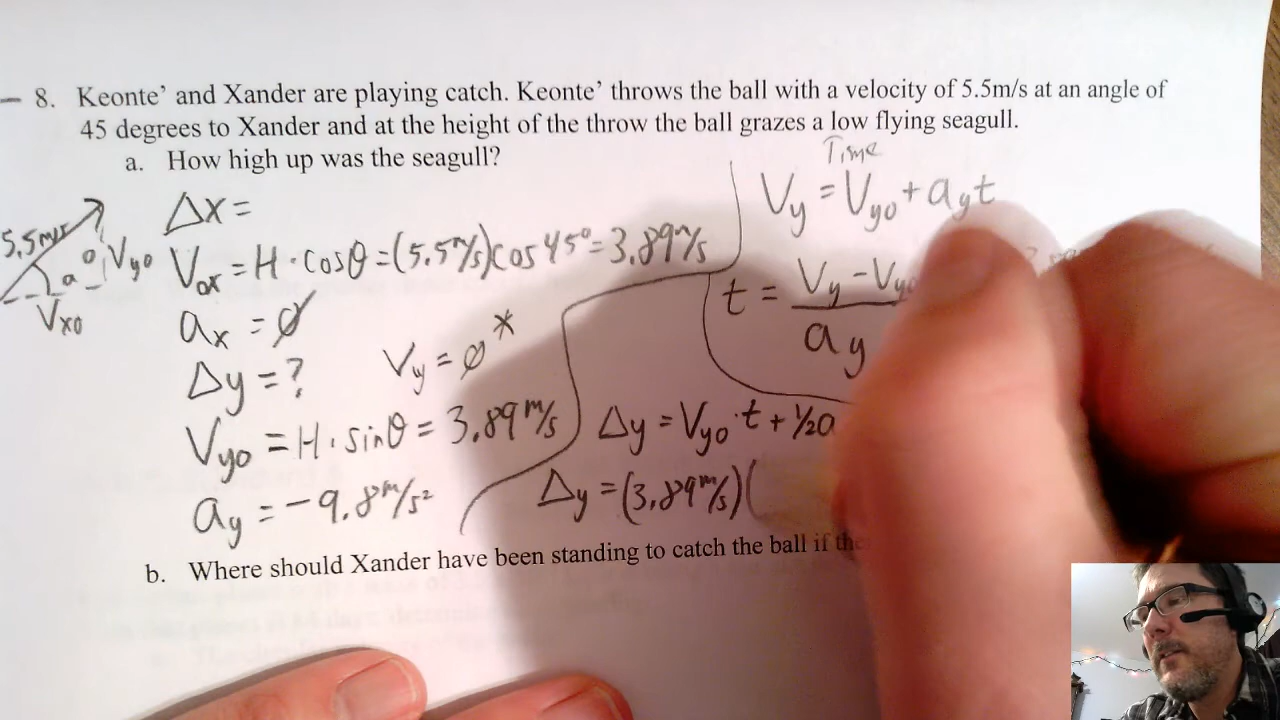 8. Keonte' and Xander are playing catch. Keonte' throws the ball with a velocity of 5.5m/s at an angle of
45 degrees to Xander and at the height of the throw the ball grazes a low flying seagull.
a. How high up was the seagull?
Time
Vy = Vyo + ayt
Δx =
5.5m/s
a
o
Vyo
Vxo
Vox = H · cosθ = (5.5m/s)cos 45° = 3.89m/s
t = Vy - Vyo
ay
ax = ∅
Vy = ∅*
Δy = ?
Vyo = H · sinθ = 3.89m/s
Δy = Vyo · t + ½a
ay = -9.8m/s²
Δy = (3.89m/s)(
b. Where should Xander have been standing to catch the ball if